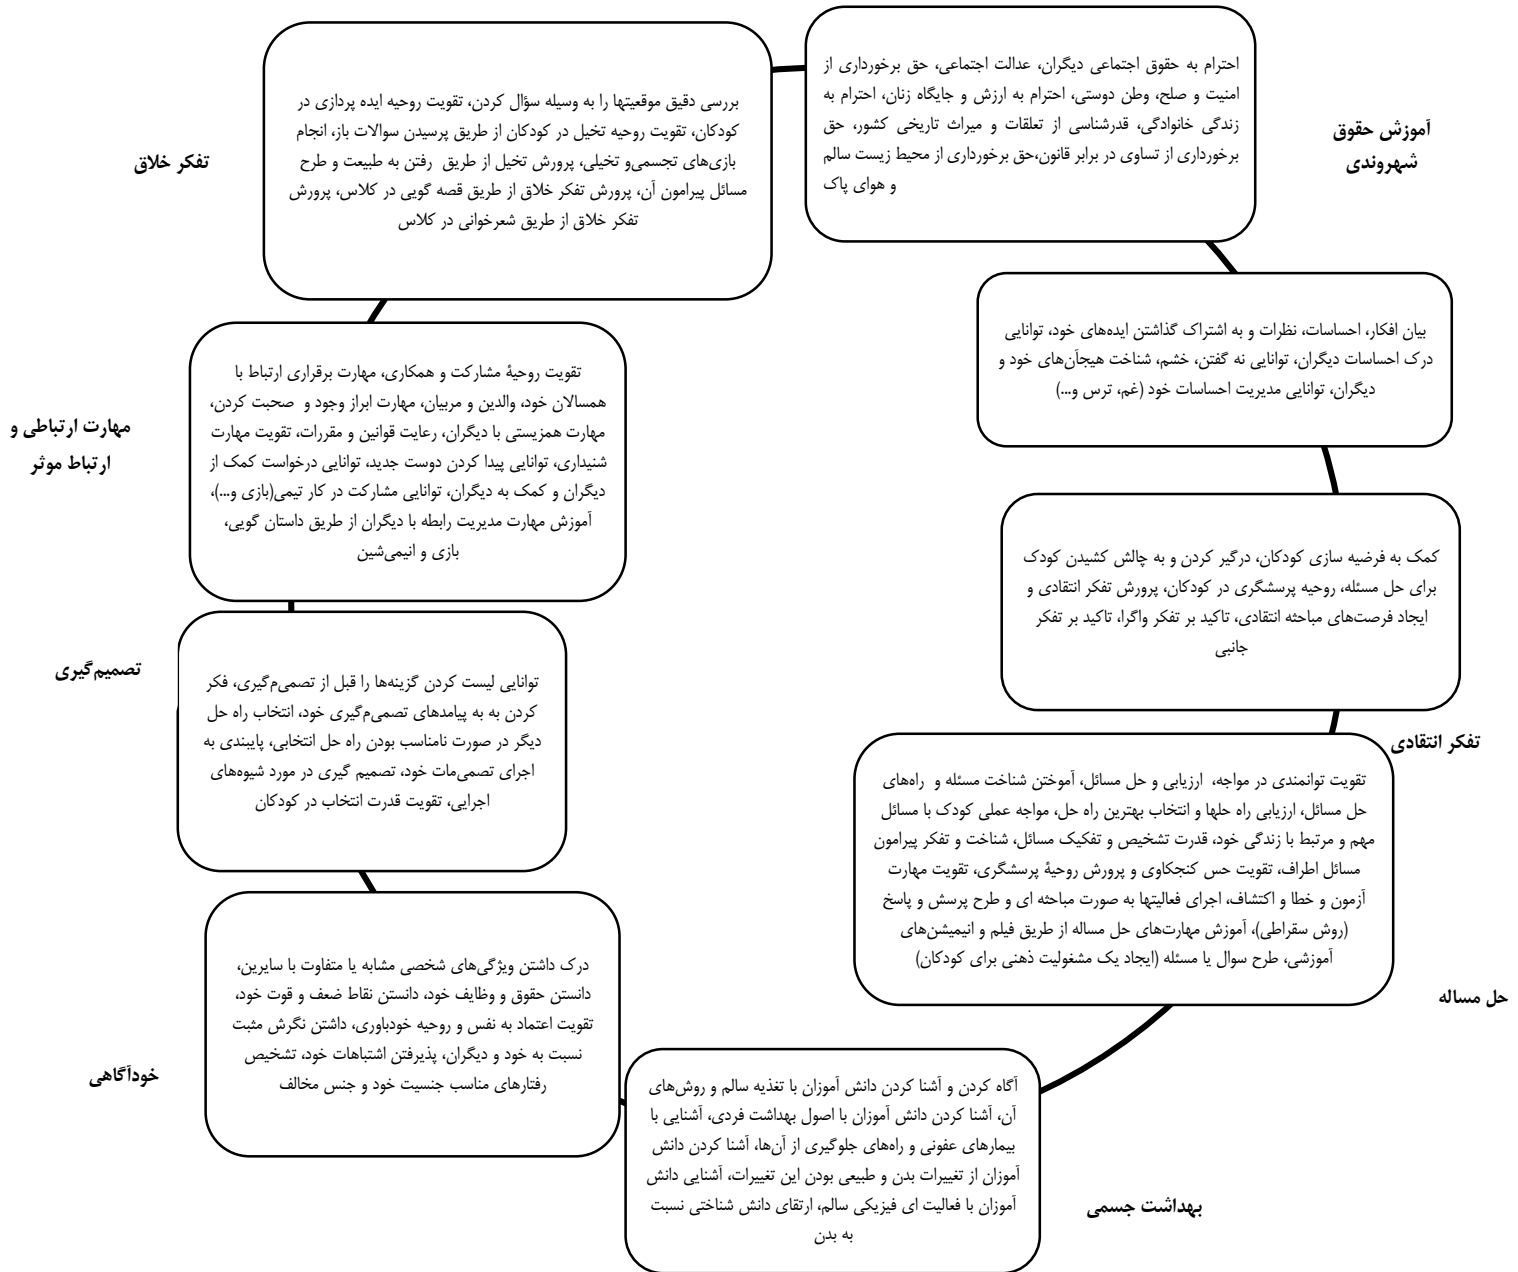 آموزش حقوق
شهروندی
احترام به حقوق اجتماعی دیگران، عدالت اجتماعی، حق برخورداری از
امنیت و صلح، وطن دوستی، احترام به ارزش و جایگاه زنان، احترام به
زندگی خانوادگی، قدرشناسی از تعلقات و میراث تاریخی کشور، حق
برخورداری از تساوی در برابر قانون،حق برخورداری از محیط زیست سالم
و هوای پاک
بیان افکار، احساسات، نظرات و به اشتراک گذاشتن ایده‌های خود، توانایی
درک احساسات دیگران، توانایی نه گفتن، خشم، شناخت هیجان‌های خود و
دیگران، توانایی مدیریت احساسات خود (غم، ترس و...)
کمک به فرضیه سازی کودکان، درگیر کردن و به چالش کشیدن کودک
برای حل مسئله، روحیه پرسشگری در کودکان، پرورش تفکر انتقادی و
ایجاد فرصت‌های مباحثه انتقادی، تاکید بر تفکر واگرا، تاکید بر تفکر
جانبی
تفکر انتقادی
تقویت توانمندی در مواجه، ارزیابی و حل مسائل، آموختن شناخت مسئله و راه‌های
حل مسائل، ارزیابی راه حلها و انتخاب بهترین راه حل، مواجه عملی کودک با مسائل
مهم و مرتبط با زندگی خود، قدرت تشخیص و تفکیک مسائل، شناخت و تفکر پیرامون
مسائل اطراف، تقویت حس کنجکاوی و پرورش روحیۀ پرسشگری، تقویت مهارت
آزمون و خطا و اکتشاف، اجرای فعالیتها به صورت مباحثه ای و طرح پرسش و پاسخ
(روش سقراطی)، آموزش مهارت‌های حل مساله از طریق فیلم و انیمیشن‌های
آموزشی، طرح سوال یا مسئله (ایجاد یک مشغولیت ذهنی برای کودکان)
حل مساله
آگاه کردن و آشنا کردن دانش آموزان با تغذیه سالم و روش‌های
آن، آشنا کردن دانش آموزان با اصول بهداشت فردی، آشنایی با
بیمارهای عفونی و راه‌های جلوگیری از آن‌ها، آشنا کردن دانش
آموزان از تغییرات بدن و طبیعی بودن این تغییرات، آشنایی دانش
آموزان با فعالیت ای فیزیکی سالم، ارتقای دانش شناختی نسبت
به بدن
بهداشت جسمی
درک داشتن ویژگی‌های شخصی مشابه یا متفاوت با سایرین،
دانستن حقوق و وظایف خود، دانستن نقاط ضعف و قوت خود،
تقویت اعتماد به نفس و روحیه خودباوری، داشتن نگرش مثبت
نسبت به خود و دیگران، پذیرفتن اشتباهات خود، تشخیص
رفتارهای مناسب جنسیت خود و جنس مخالف
خودآگاهی
توانایی لیست کردن گزینه‌ها را قبل از تصمی‌م‌گیری، فکر
کردن به به پیامدهای تصمی‌م‌گیری خود، انتخاب راه حل
دیگر در صورت نامناسب بودن راه حل انتخابی، پایبندی به
اجرای تصمی‌مات خود، تصمیم گیری در مورد شیوه‌های
اجرایی، تقویت قدرت انتخاب در کودکان
تصمیم‌گیری
تقویت روحیۀ مشارکت و همکاری، مهارت برقراری ارتباط با
همسالان خود، والدین و مربیان، مهارت ابراز وجود و صحبت کردن،
مهارت همزیستی با دیگران، رعایت قوانین و مقررات، تقویت مهارت
شنیداری، توانایی پیدا کردن دوست جدید، توانایی درخواست کمک از
دیگران و کمک به دیگران، توانایی مشارکت در کار تیمی(بازی و...)،
آموزش مهارت مدیریت رابطه با دیگران از طریق داستان گویی،
بازی و انیمی‌شین
مهارت ارتباطی و
ارتباط موثر
بررسی دقیق موقعیتها را به وسیله سؤال کردن، تقویت روحیه ایده پردازی در
کودکان، تقویت روحیه تخیل در کودکان از طریق پرسیدن سوالات باز، انجام
بازی‌های تجسمی‌و تخیلی، پرورش تخیل از طریق رفتن به طبیعت و طرح
مسائل پیرامون آن، پرورش تفکر خلاق از طریق قصه گویی در کلاس، پرورش
تفکر خلاق از طریق شعرخوانی در کلاس
تفکر خلاق